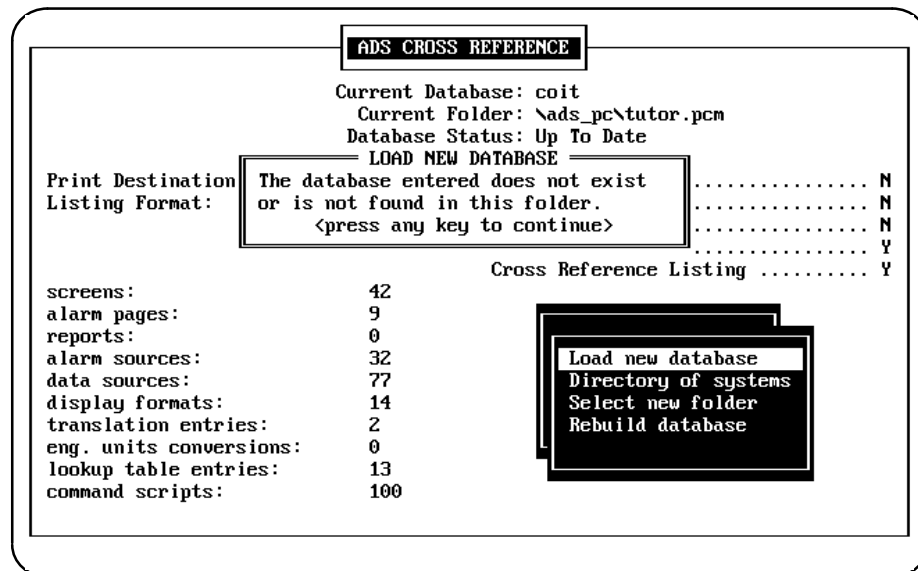 ADS CROSS REFERENCE
Current Database: coit
Current Folder: \ads_pc\tutor.pcm
Database Status: Up To Date
LOAD NEW DATABASE
The database entered does not exist
or is not found in this folder.
<press any key to continue>
Print Destination
Listing Format:
................ N
................ N
................ N
................ Y
Cross Reference Listing .......... Y
screens: 42
alarm pages: 9
reports: 0
alarm sources: 32
data sources: 77
display formats: 14
translation entries: 2
eng. units conversions: 0
lookup table entries: 13
command scripts: 100
Load new database
Directory of systems
Select new folder
Rebuild database